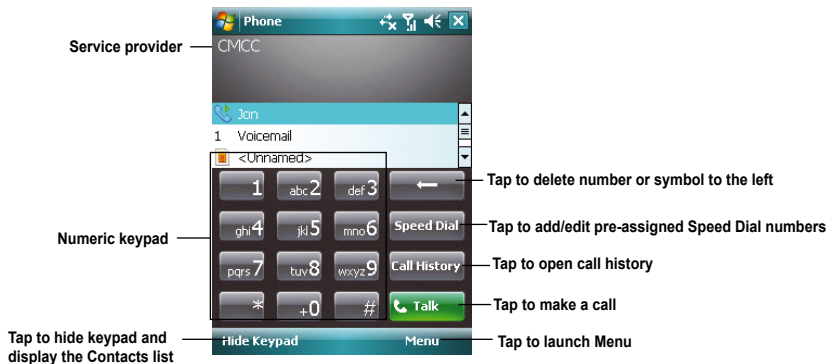 Phone
Service provider
CMCC
Jon
1 Voicemail
<Unnamed>
1 abc2 def3
Tap to delete number or symbol to the left
ghi4 jkl5 mno6 Speed Dial
Tap to add/edit pre-assigned Speed Dial numbers
Numeric keypad
pqrs7 tuv8 wxyz9 Call History
Tap to open call history
* +0 # Talk
Tap to make a call
Tap to hide keypad and
display the Contacts list
Hide Keypad Menu
Tap to launch Menu